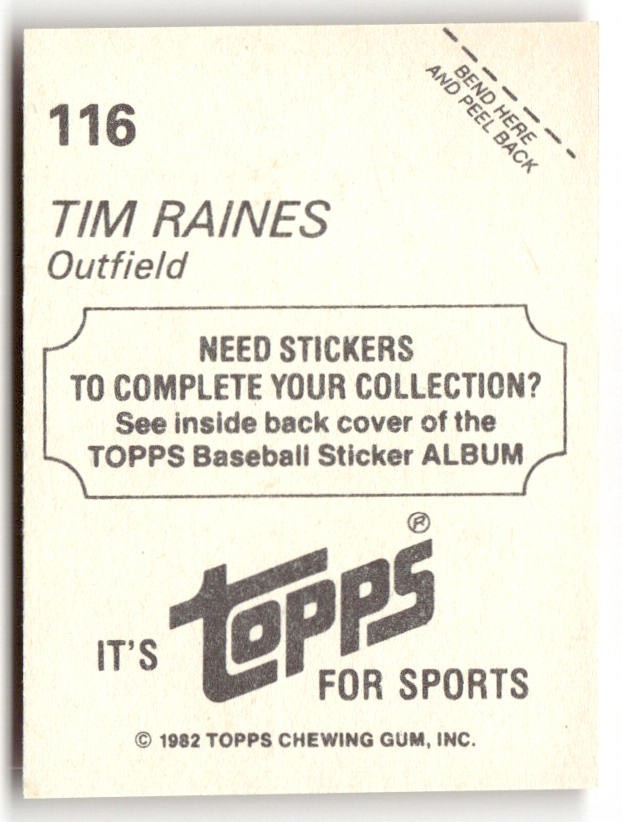 116
BEND HERE
AND PEEL BACK
TIM RAINES
Outfield
NEED STICKERS
TO COMPLETE YOUR COLLECTION?
See inside back cover of the
TOPPS Baseball Sticker ALBUM
IT'S topps®
FOR SPORTS
© 1982 TOPPS CHEWING GUM, INC.